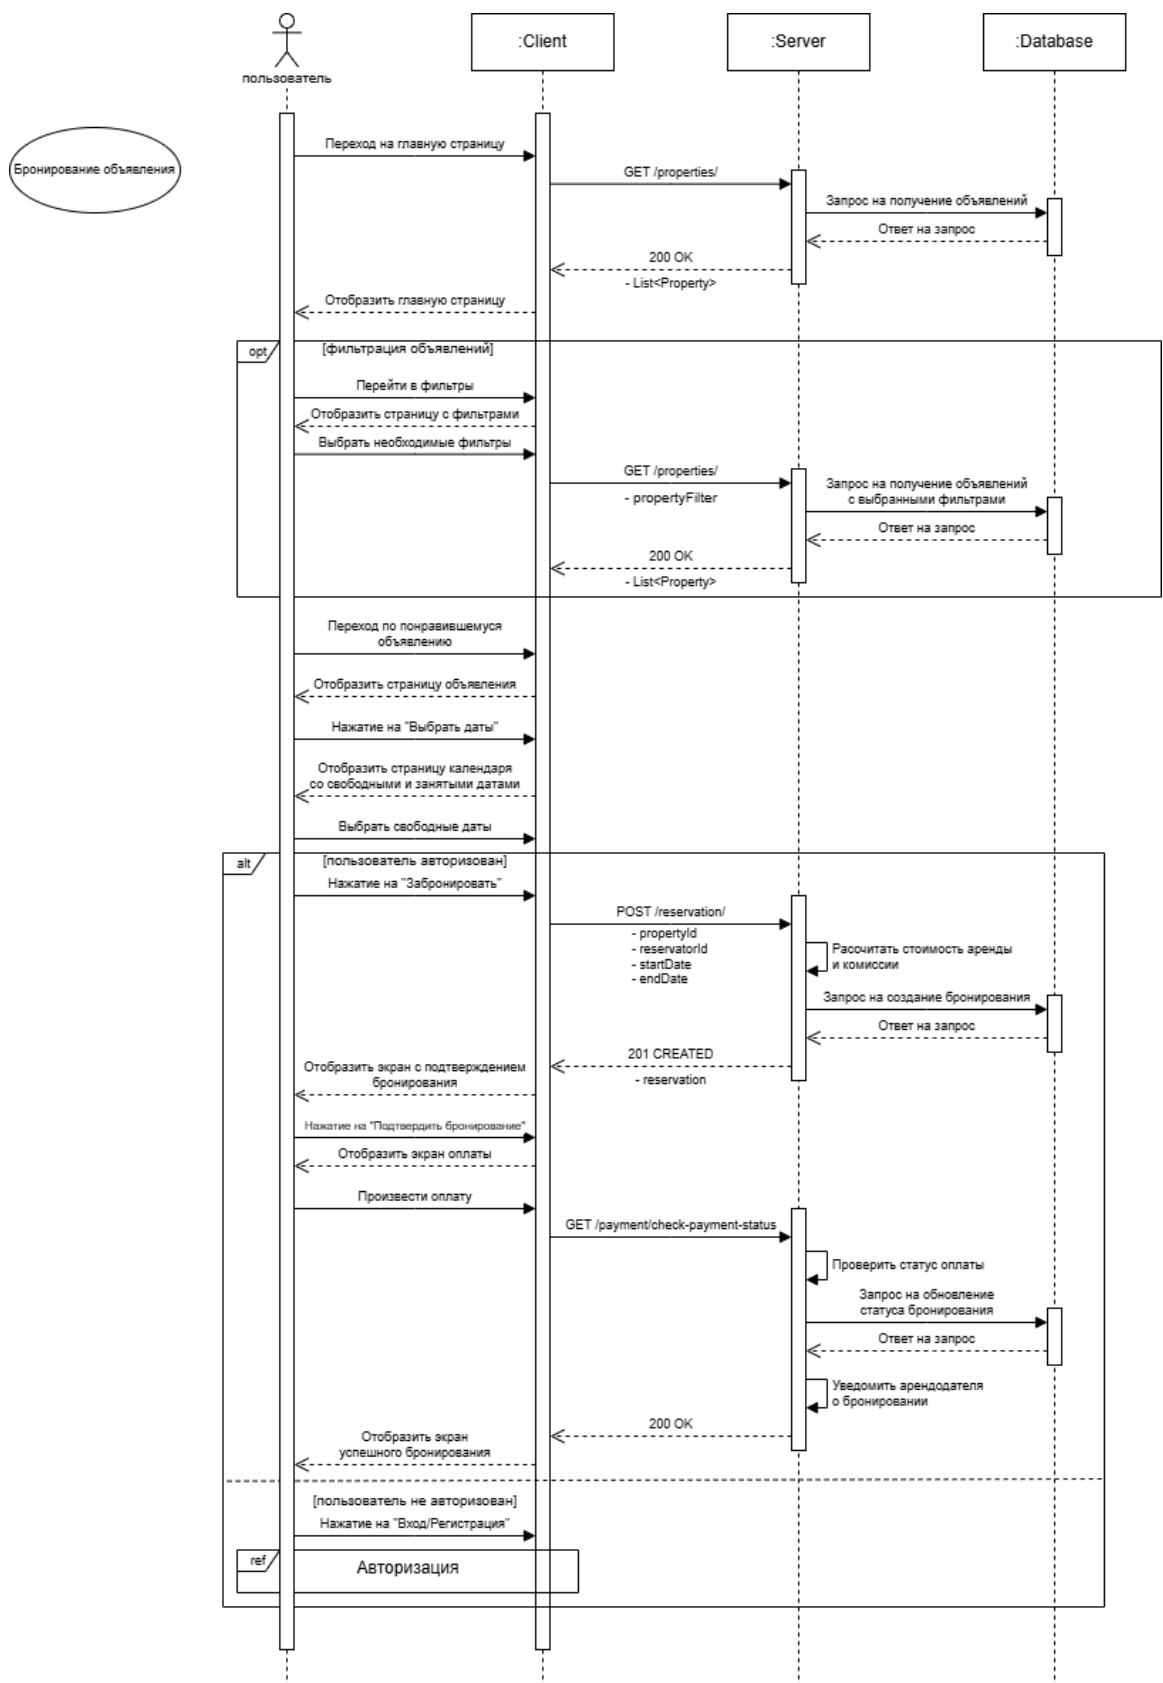 :Client
:Server
:Database
пользователь
Бронирование объявления
Переход на главную страницу
GET /properties/
Запрос на получение объявлений
Ответ на запрос
200 OK
- List<Property>
Отобразить главную страницу
opt
[фильтрация объявлений]
Перейти в фильтры
Отобразить страницу с фильтрами
Выбрать необходимые фильтры
GET /properties/
- propertyFilter
Запрос на получение объявлений
с выбранными фильтрами
Ответ на запрос
200 OK
- List<Property>
Переход по понравившемуся
объявлению
Отобразить страницу объявления
Нажатие на "Выбрать даты"
Отобразить страницу календаря
со свободными и занятыми датами
Выбрать свободные даты
alt
[пользователь авторизован]
Нажатие на "Забронировать"
POST /reservation/
- propertyId
- reservatorId
- startDate
- endDate
Рассчитать стоимость аренды
и комиссии
Запрос на создание бронирования
Ответ на запрос
201 CREATED
- reservation
Отобразить экран с подтверждением
бронирования
Нажатие на "Подтвердить бронирование"
Отобразить экран оплаты
Произвести оплату
GET /payment/check-payment-status
Проверить статус оплаты
Запрос на обновление
статуса бронирования
Ответ на запрос
Уведомить арендодателя
о бронировании
200 OK
Отобразить экран
успешного бронирования
[пользователь не авторизован]
Нажатие на "Вход/Регистрация"
ref
Авторизация